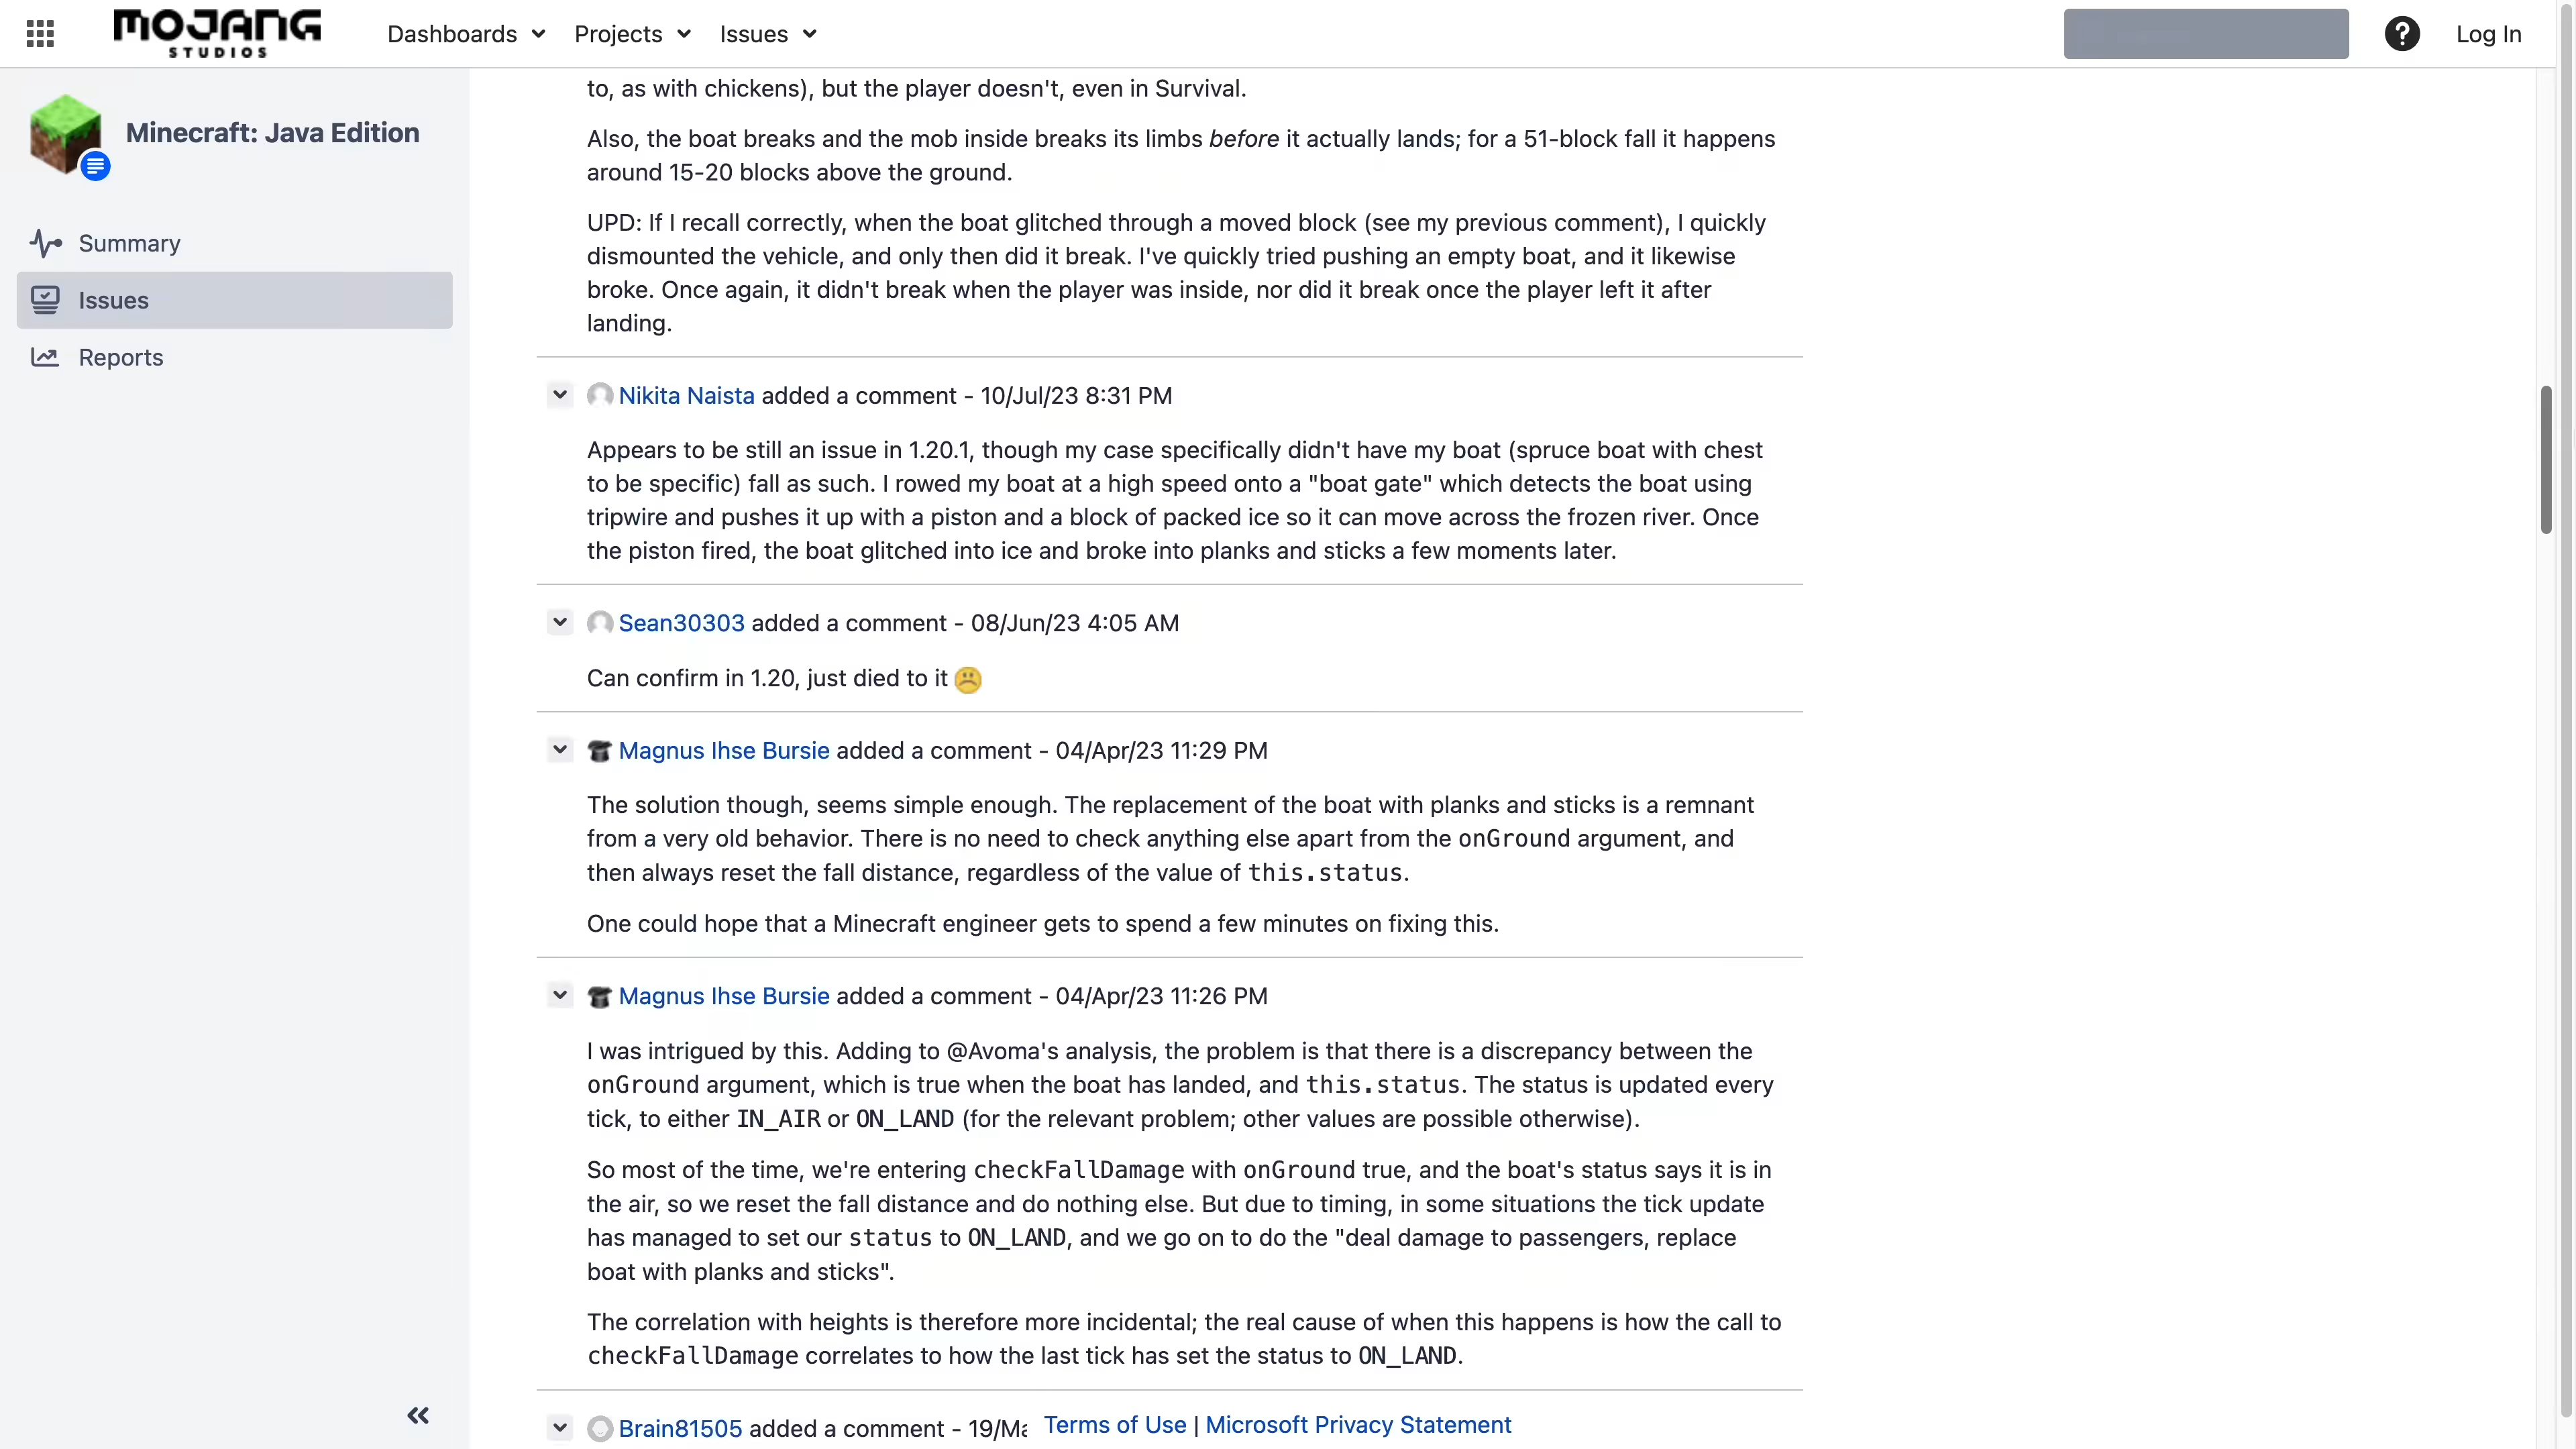 MOJANG
STUDIOS
Dashboards
Projects
Issues
?
Log In
Minecraft: Java Edition
Summary
Issues
Reports
to, as with chickens), but the player doesn't, even in Survival.
Also, the boat breaks and the mob inside breaks its limbs before it actually lands; for a 51-block fall it happens
around 15-20 blocks above the ground.
UPD: If I recall correctly, when the boat glitched through a moved block (see my previous comment), I quickly
dismounted the vehicle, and only then did it break. I've quickly tried pushing an empty boat, and it likewise
broke. Once again, it didn't break when the player was inside, nor did it break once the player left it after
landing.
Nikita Naista added a comment - 10/Jul/23 8:31 PM
Appears to be still an issue in 1.20.1, though my case specifically didn't have my boat (spruce boat with chest
to be specific) fall as such. I rowed my boat at a high speed onto a "boat gate" which detects the boat using
tripwire and pushes it up with a piston and a block of packed ice so it can move across the frozen river. Once
the piston fired, the boat glitched into ice and broke into planks and sticks a few moments later.
Sean30303 added a comment - 08/Jun/23 4:05 AM
Can confirm in 1.20, just died to it
Magnus Ihse Bursie added a comment - 04/Apr/23 11:29 PM
The solution though, seems simple enough. The replacement of the boat with planks and sticks is a remnant
from a very old behavior. There is no need to check anything else apart from the onGround argument, and
then always reset the fall distance, regardless of the value of this.status.
One could hope that a Minecraft engineer gets to spend a few minutes on fixing this.
Magnus Ihse Bursie added a comment - 04/Apr/23 11:26 PM
I was intrigued by this. Adding to @Avoma's analysis, the problem is that there is a discrepancy between the
onGround argument, which is true when the boat has landed, and this.status. The status is updated every
tick, to either IN_AIR or ON_LAND (for the relevant problem; other values are possible otherwise).
So most of the time, we're entering checkFallDamage with onGround true, and the boat's status says it is in
the air, so we reset the fall distance and do nothing else. But due to timing, in some situations the tick update
has managed to set our status to ON_LAND, and we go on to do the "deal damage to passengers, replace
boat with planks and sticks".
The correlation with heights is therefore more incidental; the real cause of when this happens is how the call to
checkFallDamage correlates to how the last tick has set the status to ON_LAND.
Brain81505 added a comment - 19/Ma
Terms of Use | Microsoft Privacy Statement